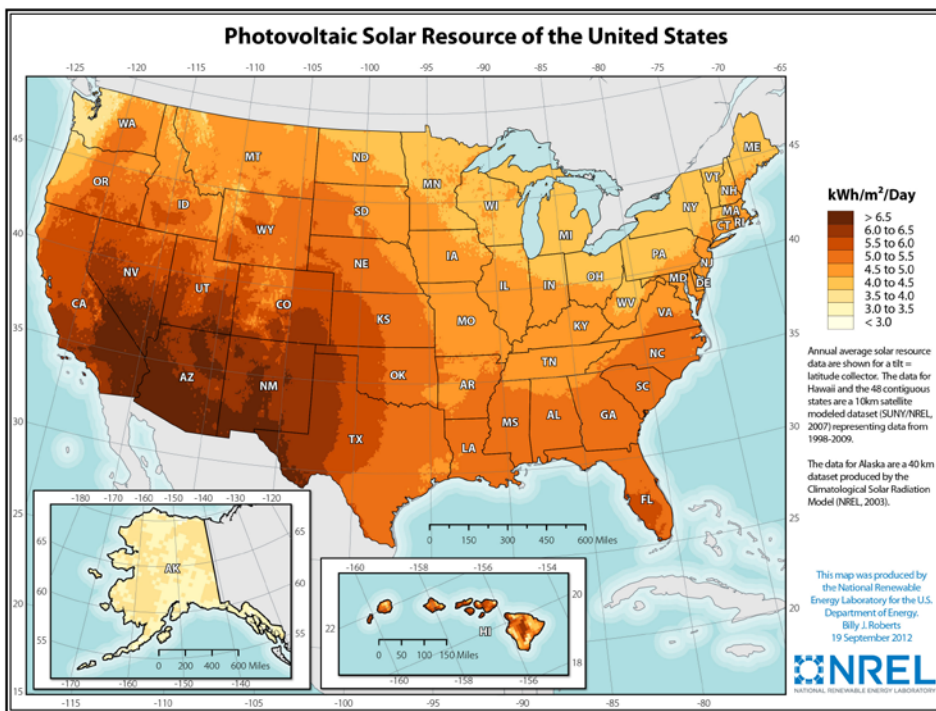 Photovoltaic Solar Resource of the United States
-125 -120 -115 -110 -105 -100 -95 -90 -85 -80 -75 -70 -65
45
40
35
30
25
20
15
45
40
35
30
25
20
-115 -110 -105 -100 -95 -90 -85 -80
WA
OR
CA
NV
ID
MT
WY
UT
CO
AZ
NM
ND
SD
NE
KS
OK
TX
MN
IA
MO
AR
LA
WI
IL
MI
IN
OH
KY
TN
MS
AL
GA
FL
SC
NC
VA
WV
PA
NY
VT
NH
ME
MA
RI
CT
NJ
DE
MD
kWh/m²/Day
> 6.5
6.0 to 6.5
5.5 to 6.0
5.0 to 5.5
4.5 to 5.0
4.0 to 4.5
3.5 to 4.0
3.0 to 3.5
< 3.0
Annual average solar resource
data are shown for a tilt =
latitude collector. The data for
Hawaii and the 48 contiguous
states are a 10km satellite
modeled dataset (SUNY/NREL,
2007) representing data from
1998-2009.
The data for Alaska are a 40 km
dataset produced by the
Climatological Solar Radiation
Model (NREL, 2003).
0 75 150 300 450 600 Miles
-180 -170 -160 -150 -140 -130 -120
65
60
55
65
60
55
AK
0 200 400 600 Miles
-170 -160 -150 -140
-160 -158 -156 -154
22
20
18
HI
0 50 100 150 Miles
-160 -158 -156
This map was produced by
the National Renewable
Energy Laboratory for the U.S.
Department of Energy.
Billy J. Roberts
19 September 2012
NREL
NATIONAL RENEWABLE ENERGY LABORATORY